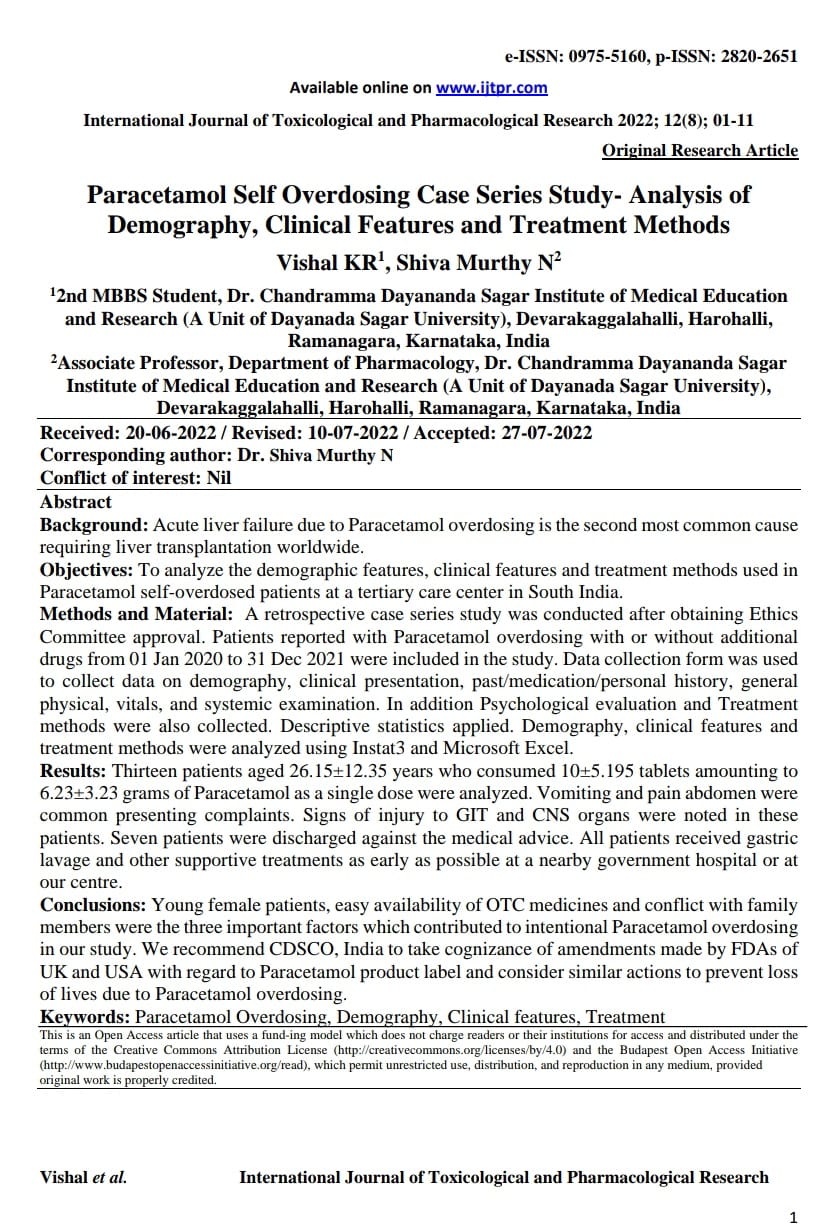 e-ISSN: 0975-5160, p-ISSN: 2820-2651
Available online on www.ijtpr.com
International Journal of Toxicological and Pharmacological Research 2022; 12(8); 01-11
Original Research Article
Paracetamol Self Overdosing Case Series Study- Analysis of
Demography, Clinical Features and Treatment Methods
Vishal KR1, Shiva Murthy N2
12nd MBBS Student, Dr. Chandramma Dayananda Sagar Institute of Medical Education
and Research (A Unit of Dayanada Sagar University), Devarakaggalahalli, Harohalli,
Ramanagara, Karnataka, India
2Associate Professor, Department of Pharmacology, Dr. Chandramma Dayananda Sagar
Institute of Medical Education and Research (A Unit of Dayanada Sagar University),
Devarakaggalahalli, Harohalli, Ramanagara, Karnataka, India
Received: 20-06-2022 / Revised: 10-07-2022 / Accepted: 27-07-2022
Corresponding author: Dr. Shiva Murthy N
Conflict of interest: Nil
Abstract
Background: Acute liver failure due to Paracetamol overdosing is the second most common cause
requiring liver transplantation worldwide.
Objectives: To analyze the demographic features, clinical features and treatment methods used in
Paracetamol self-overdosed patients at a tertiary care center in South India.
Methods and Material: A retrospective case series study was conducted after obtaining Ethics
Committee approval. Patients reported with Paracetamol overdosing with or without additional
drugs from 01 Jan 2020 to 31 Dec 2021 were included in the study. Data collection form was used
to collect data on demography, clinical presentation, past/medication/personal history, general
physical, vitals, and systemic examination. In addition Psychological evaluation and Treatment
methods were also collected. Descriptive statistics applied. Demography, clinical features and
treatment methods were analyzed using Instat3 and Microsoft Excel.
Results: Thirteen patients aged 26.15±12.35 years who consumed 10±5.195 tablets amounting to
6.23±3.23 grams of Paracetamol as a single dose were analyzed. Vomiting and pain abdomen were
common presenting complaints. Signs of injury to GIT and CNS organs were noted in these
patients. Seven patients were discharged against the medical advice. All patients received gastric
lavage and other supportive treatments as early as possible at a nearby government hospital or at
our centre.
Conclusions: Young female patients, easy availability of OTC medicines and conflict with family
members were the three important factors which contributed to intentional Paracetamol overdosing
in our study. We recommend CDSCO, India to take cognizance of amendments made by FDAs of
UK and USA with regard to Paracetamol product label and consider similar actions to prevent loss
of lives due to Paracetamol overdosing.
Keywords: Paracetamol Overdosing, Demography, Clinical features, Treatment
This is an Open Access article that uses a fund-ing model which does not charge readers or their institutions for access and distributed under the
terms of the Creative Commons Attribution License (http://creativecommons.org/licenses/by/4.0) and the Budapest Open Access Initiative
(http://www.budapestopenaccessinitiative.org/read), which permit unrestricted use, distribution, and reproduction in any medium, provided
original work is properly credited.
Vishal et al. International Journal of Toxicological and Pharmacological Research
1